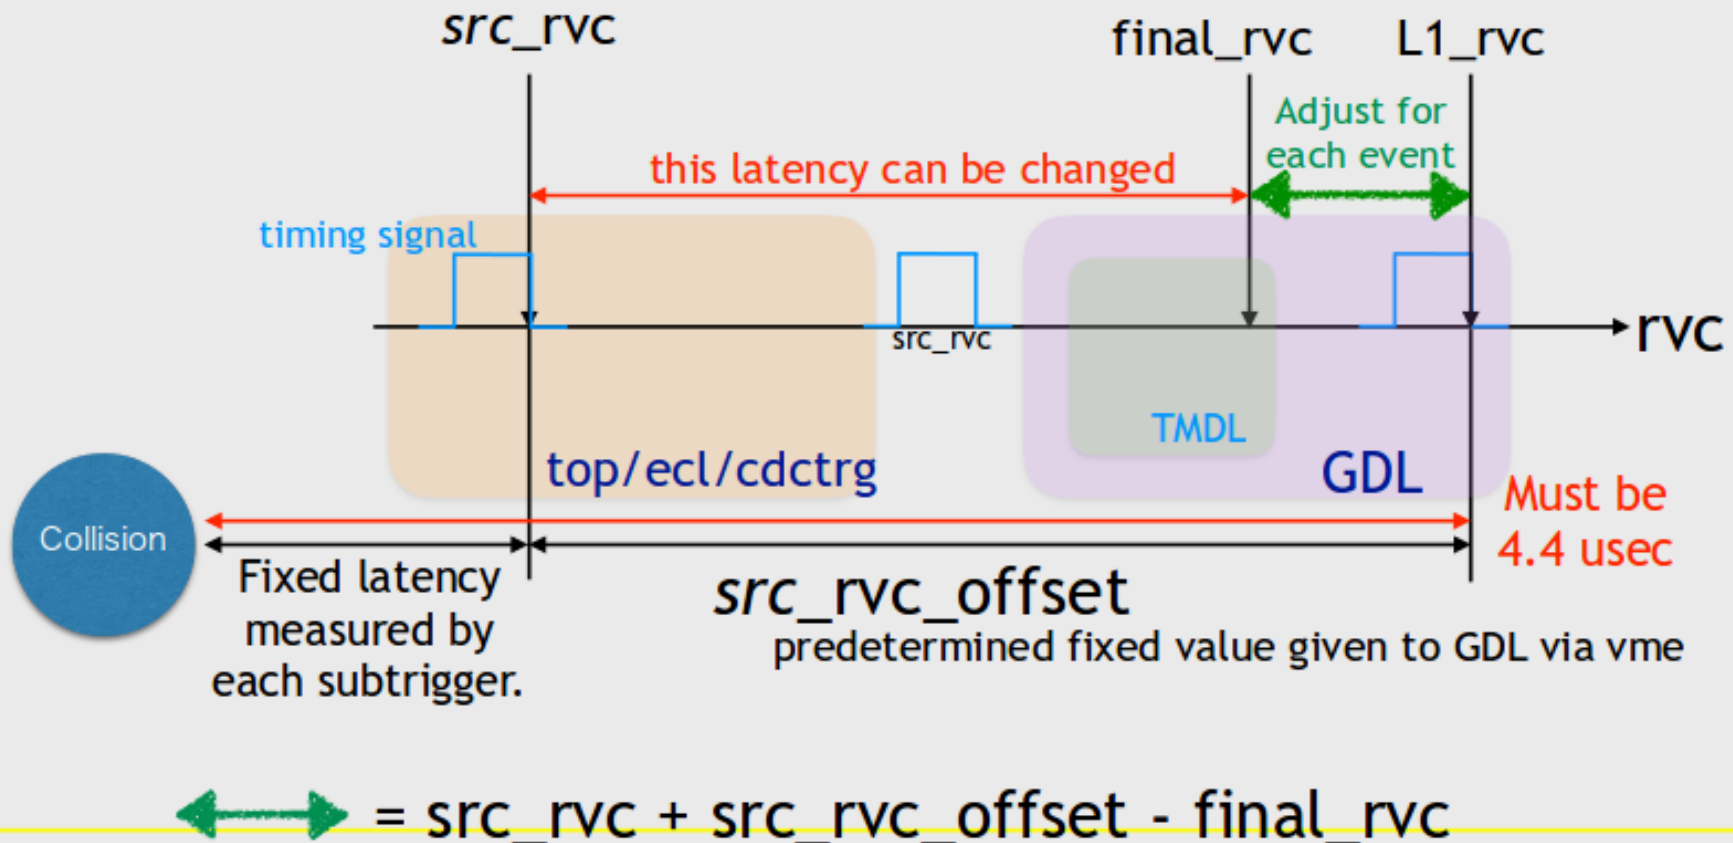 src_rvc
final_rvc
L1_rvc
Adjust for
each event
this latency can be changed
timing signal
src_rvc
rvc
TMDL
top/ecl/cdctrg
GDL
Must be
4.4 usec
Collision
Fixed latency
measured by
each subtrigger.
src_rvc_offset
predetermined fixed value given to GDL via vme
= src_rvc + src_rvc_offset - final_rvc